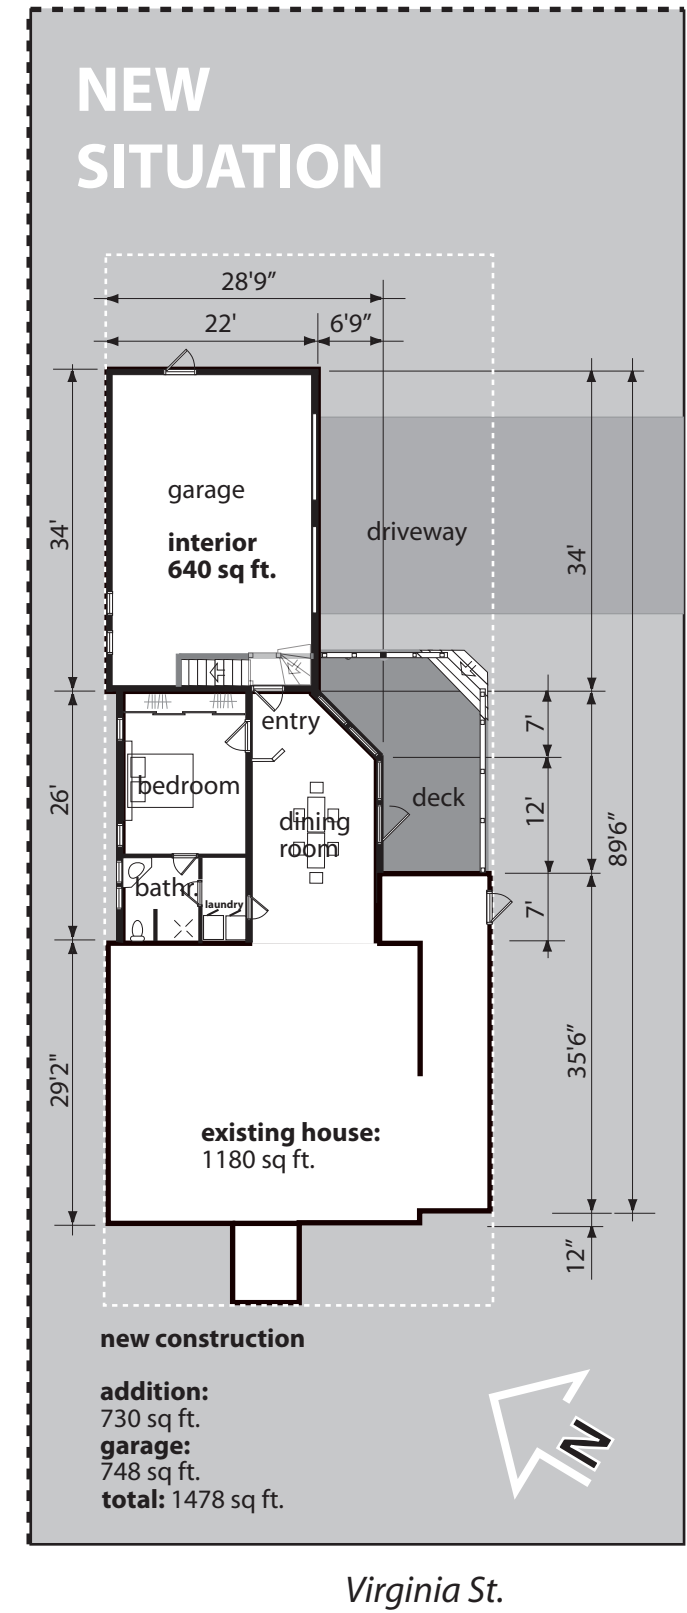 NEW
SITUATION
28'9”
22'
6'9”
garage
interior
640 sq ft.
driveway
34'
34'
entry
7'
bedroom
deck
dining
room
26'
12'
89'6”
bathr.
laundry
7'
29'2"
35'6”
existing house:
1180 sq ft.
12”
new construction
addition:
730 sq ft.
garage:
748 sq ft.
total: 1478 sq ft.
N
Virginia St.